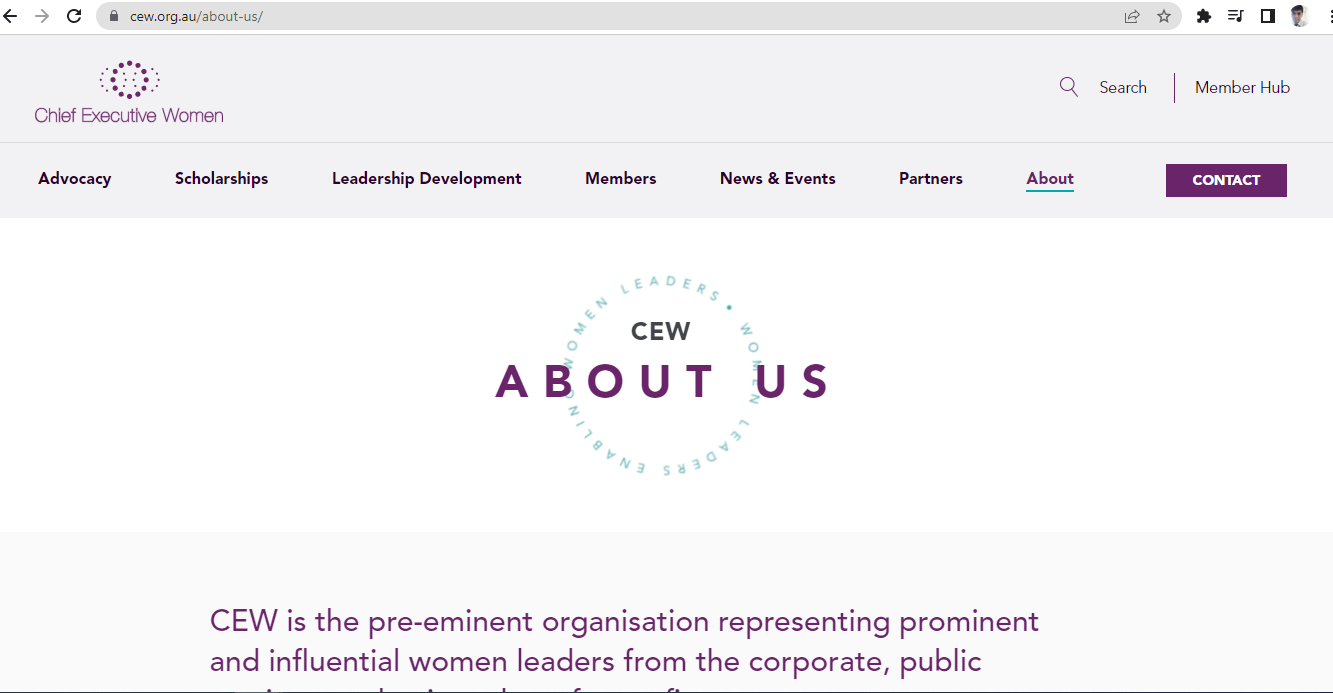 cew.org.au/about-us/
Chief Executive Women
Search
Member Hub
Advocacy
Scholarships
Leadership Development
Members
News & Events
Partners
About
CONTACT
WOMEN LEADERS ENABLING WOMEN LEADERS •
CEW
ABOUT US
CEW is the pre-eminent organisation representing prominent
and influential women leaders from the corporate, public